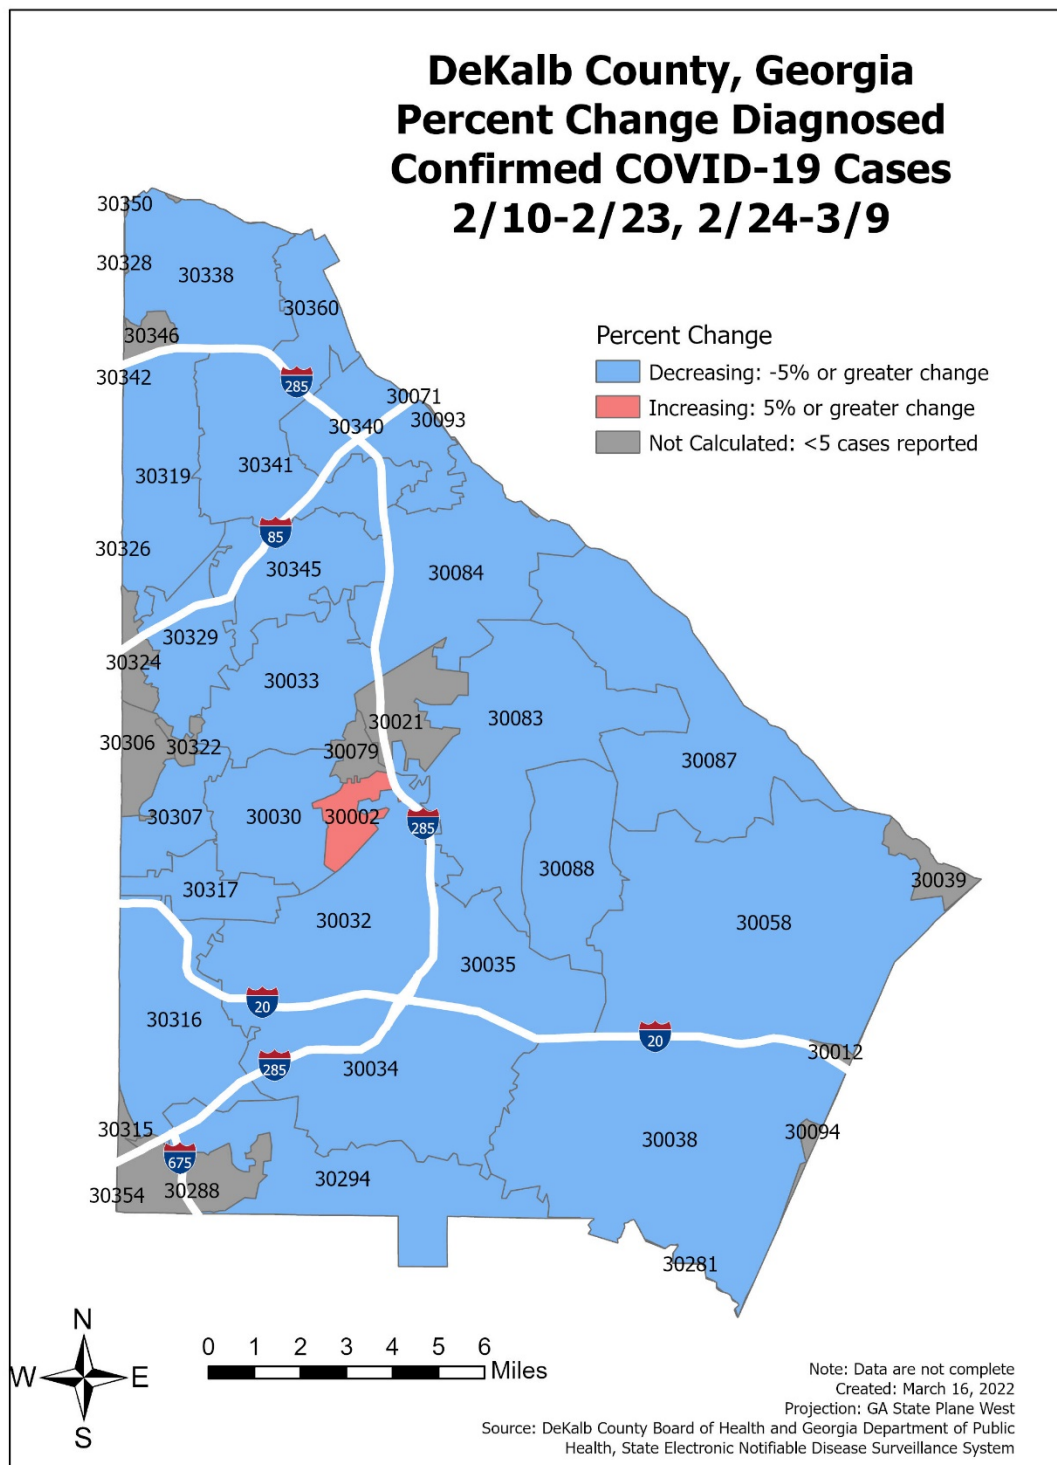 DeKalb County, Georgia
Percent Change Diagnosed
Confirmed COVID-19 Cases
2/10-2/23, 2/24-3/9
Percent Change
Decreasing: -5% or greater change
Increasing: 5% or greater change
Not Calculated: <5 cases reported
30350
30328
30338
30360
30346
30342
285
30071
30093
30340
30341
30319
85
30326
30345
30084
30329
30324
30033
30021
30083
30306
30322
30079
30087
30307
30030
30002
285
30088
30039
30317
30032
30058
30035
20
30316
20
30012
285
30034
30315
30038
30094
675
30294
30354
30288
30281
N
W
E
S
0 1 2 3 4 5 6
Miles
Note: Data are not complete
Created: March 16, 2022
Projection: GA State Plane West
Source: DeKalb County Board of Health and Georgia Department of Public
Health, State Electronic Notifiable Disease Surveillance System